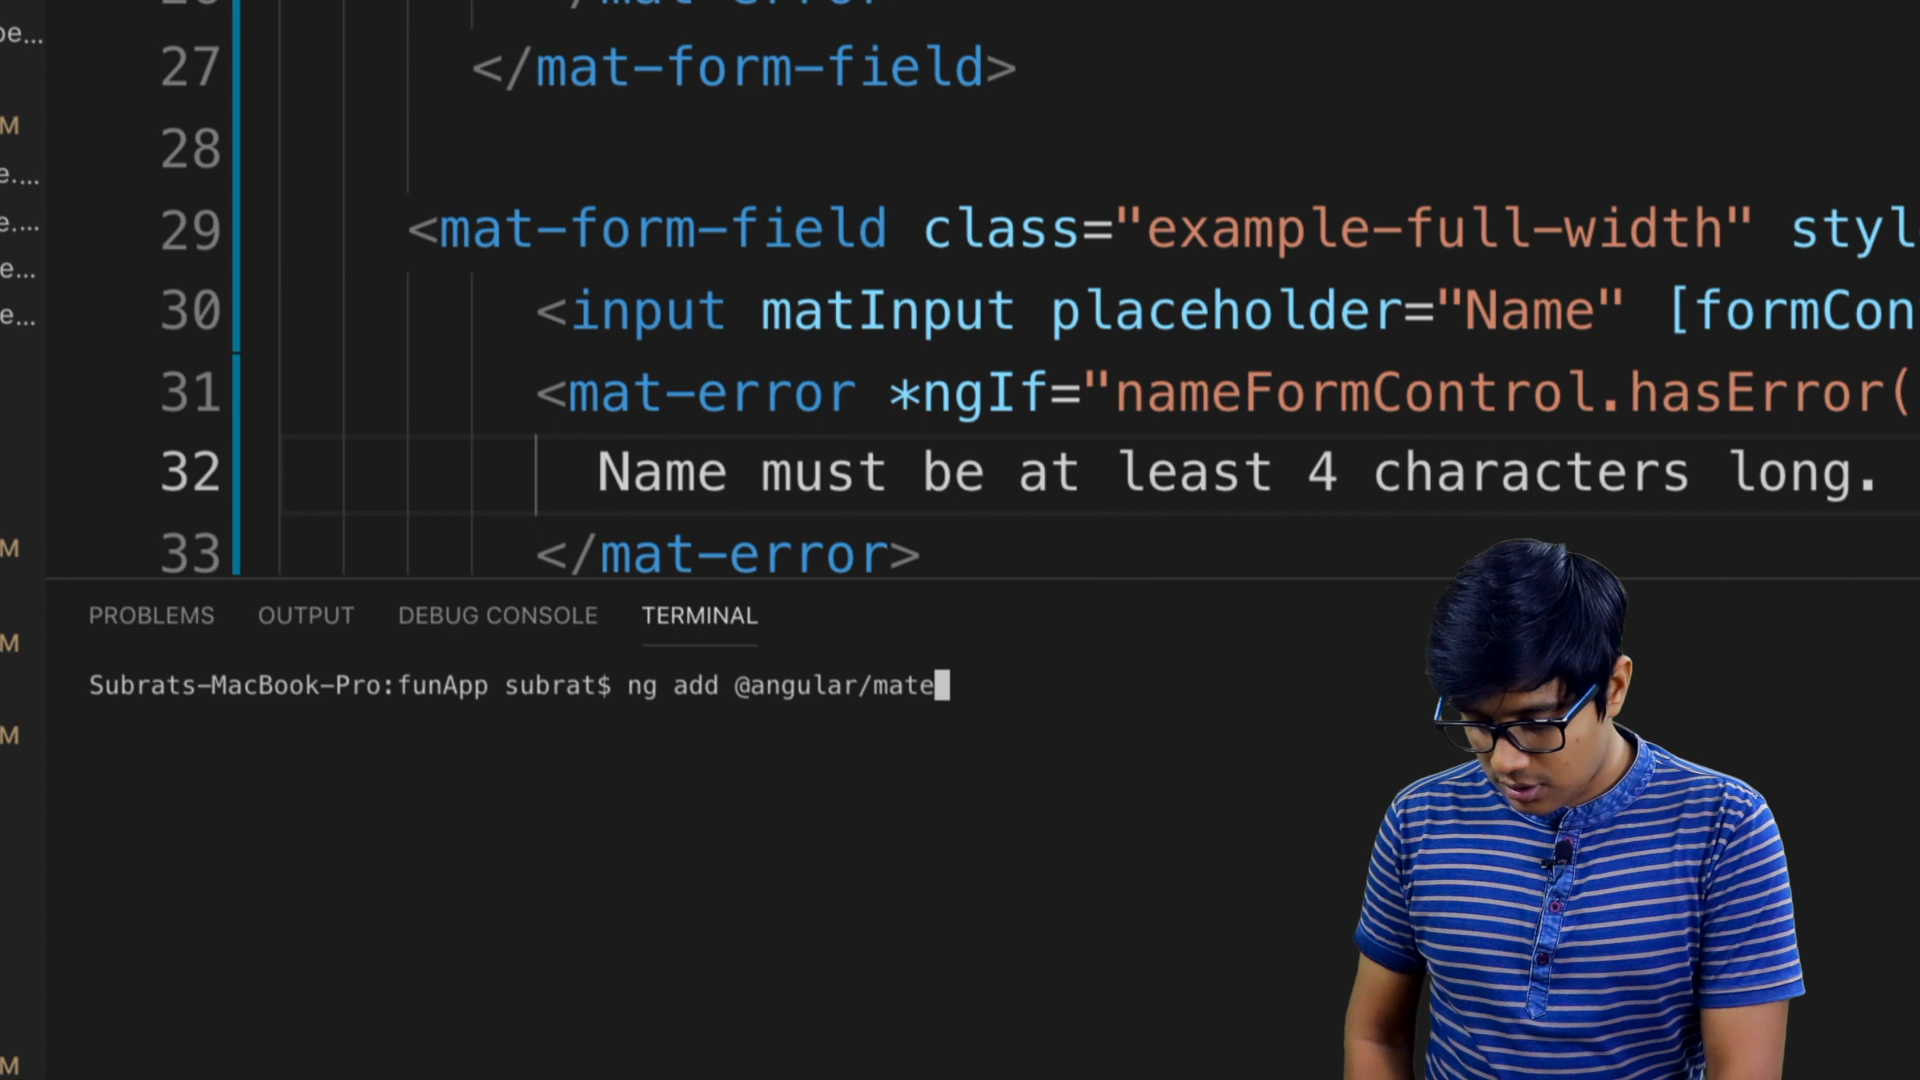 27 </mat-form-field>
28
29 <mat-form-field class="example-full-width" styl
30 <input matInput placeholder="Name" [formCon
31 <mat-error *ngIf="nameFormControl.hasError(
32 Name must be at least 4 characters long.
33 </mat-error>
PROBLEMS OUTPUT DEBUG CONSOLE TERMINAL
Subrats-MacBook-Pro:funApp subrat$ ng add @angular/mate
M
M
M
M
M